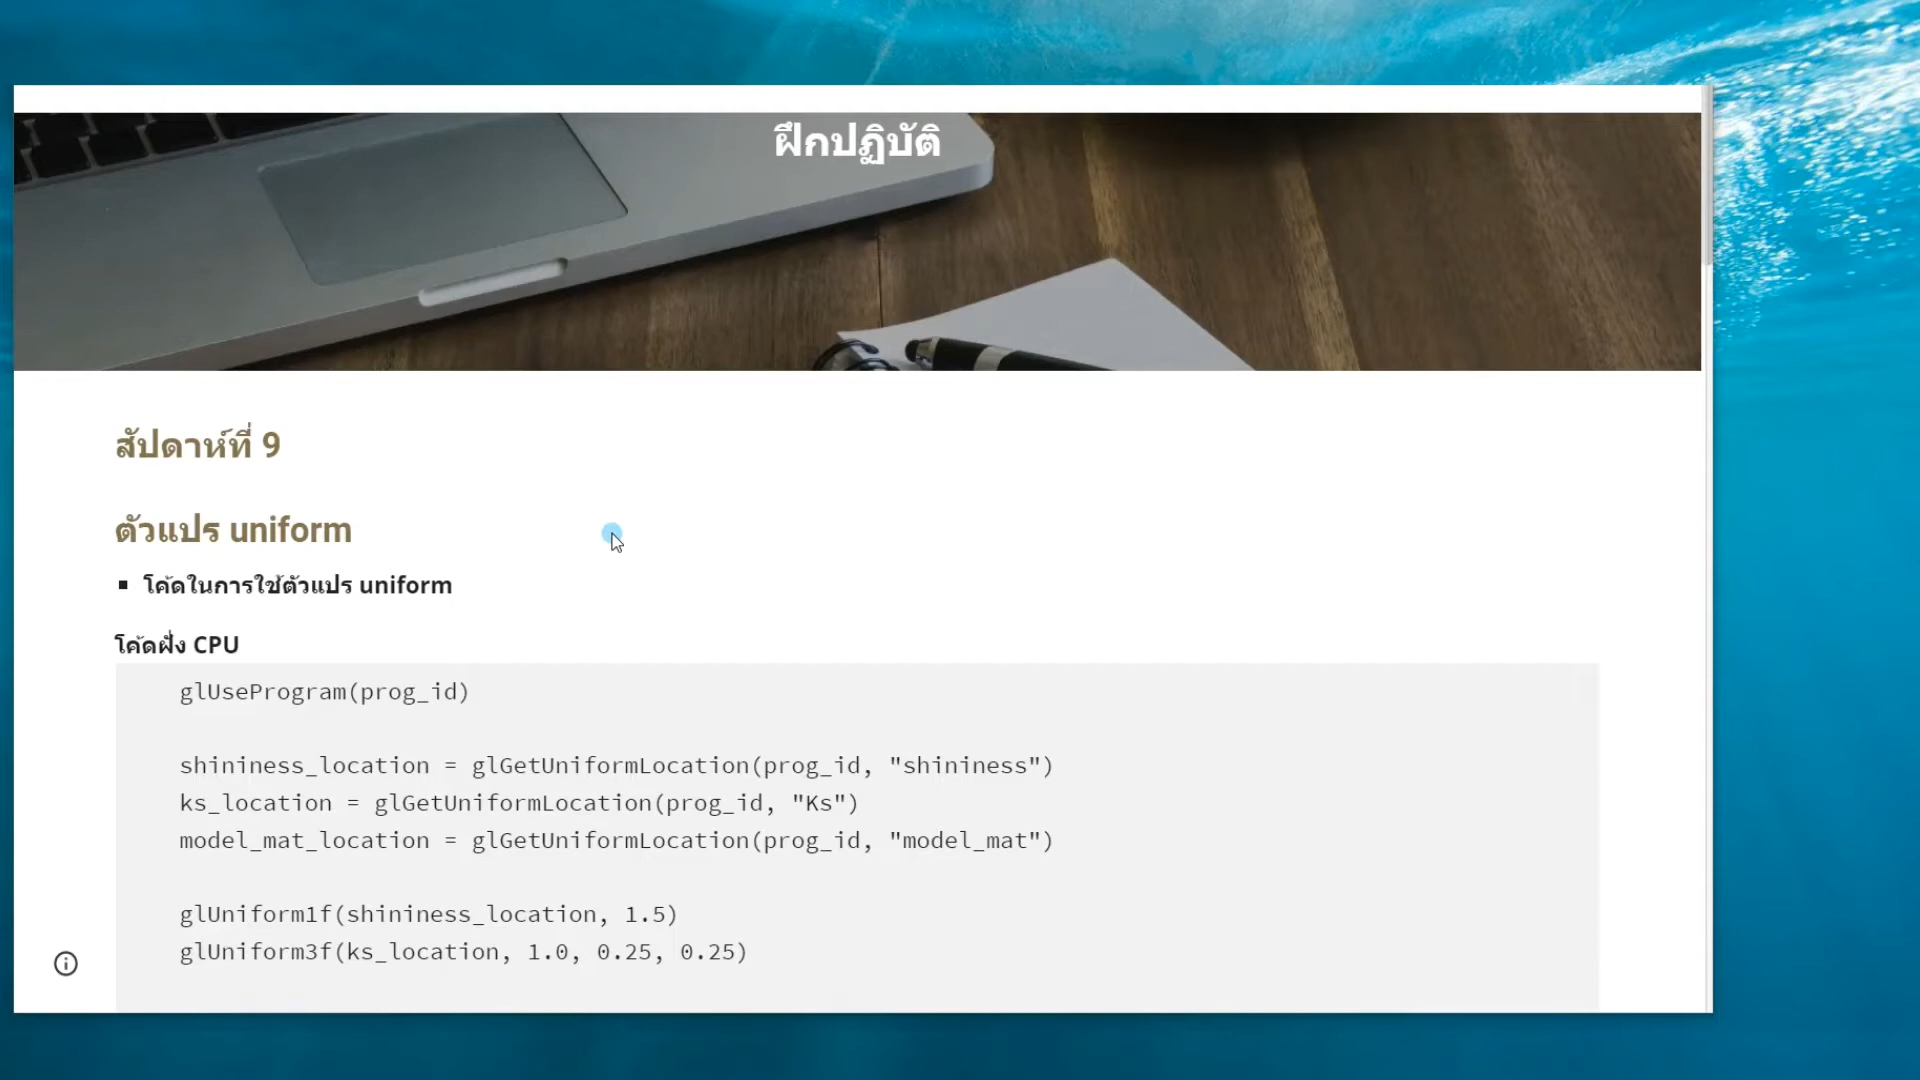 ฝึกปฏิบัติ
สัปดาห์ที่ 9
ตัวแปร uniform
▪ โค้ดในการใช้ตัวแปร uniform
โค้ดฝั่ง CPU
glUseProgram(prog_id)
shininess_location = glGetUniformLocation(prog_id, "shininess")
ks_location = glGetUniformLocation(prog_id, "Ks")
model_mat_location = glGetUniformLocation(prog_id, "model_mat")
glUniform1f(shininess_location, 1.5)
glUniform3f(ks_location, 1.0, 0.25, 0.25)